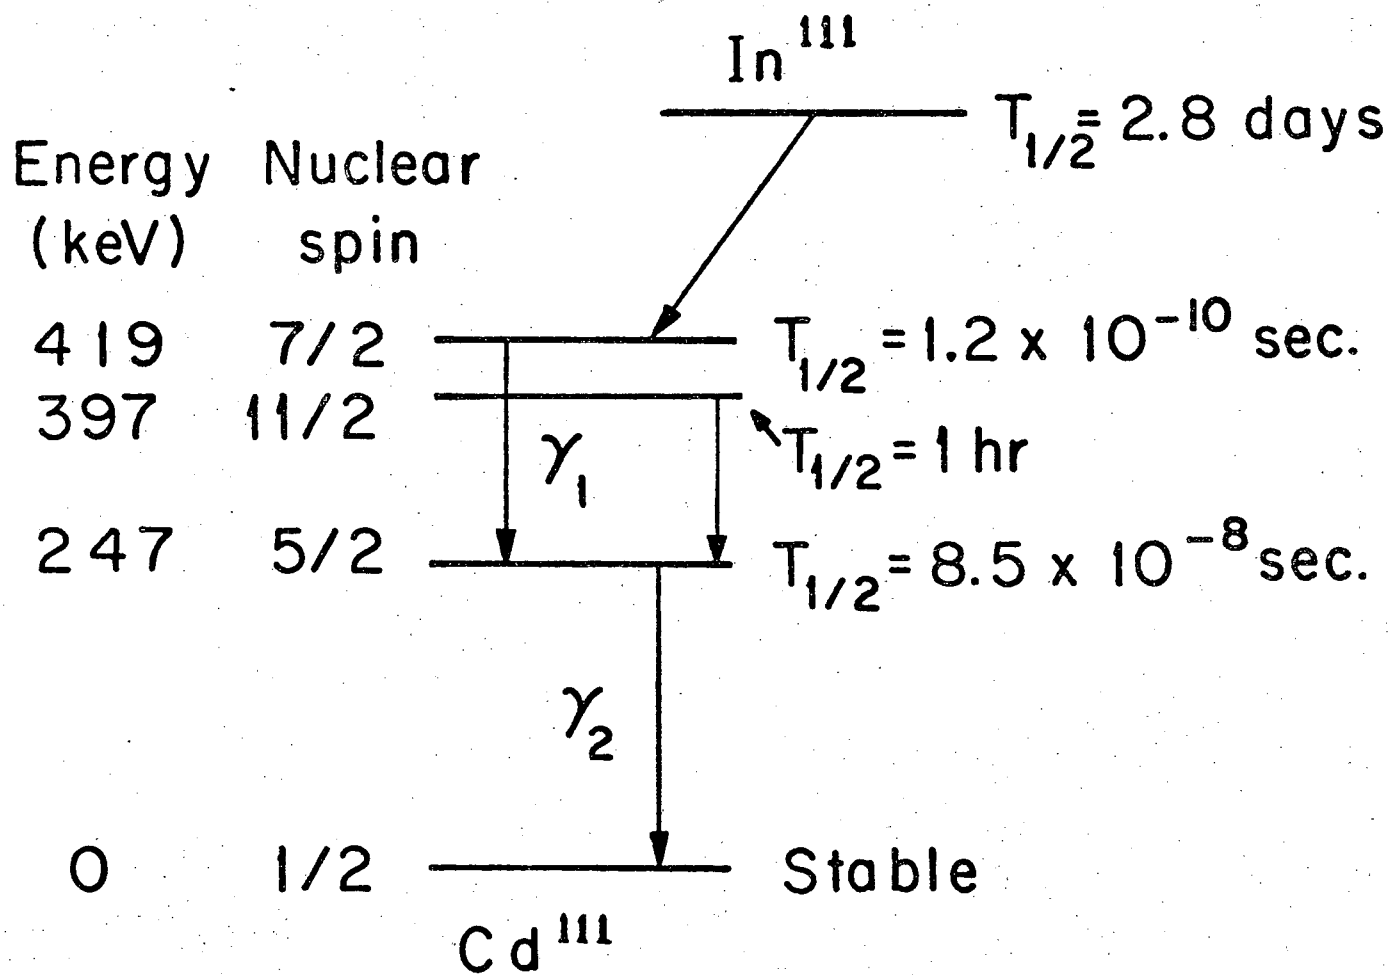 In¹¹¹
T₁/₂ = 2.8 days
Energy Nuclear
(keV) spin
419 7/2 T₁/₂ = 1.2 x 10⁻¹⁰ sec.
397 11/2
γ₁ T₁/₂ = 1 hr
247 5/2 T₁/₂ = 8.5 x 10⁻⁸ sec.
γ₂
0 1/2 Stable
Cd¹¹¹